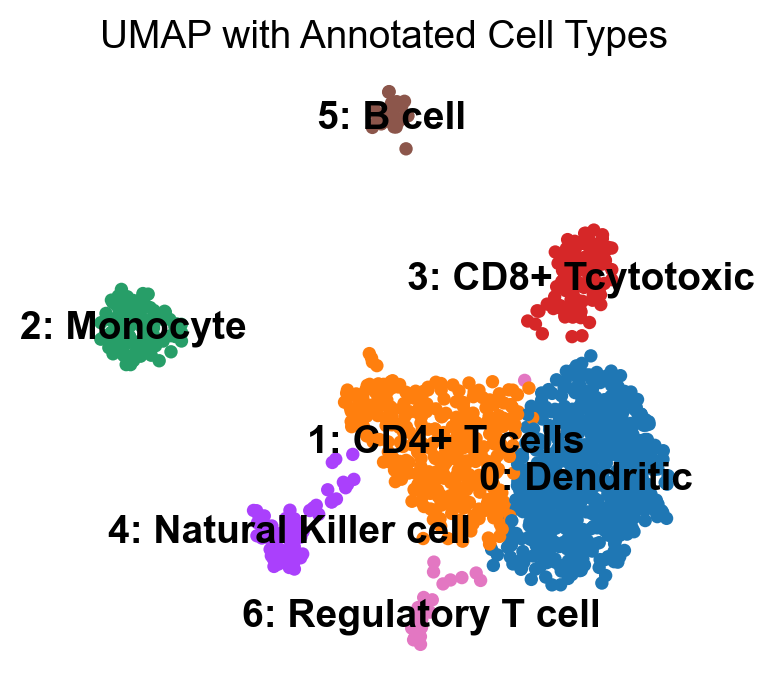 UMAP with Annotated Cell Types
5: B cell
3: CD8+ Tcytotoxic
2: Monocyte
1: CD4+ T cells
0: Dendritic
4: Natural Killer cell
6: Regulatory T cell